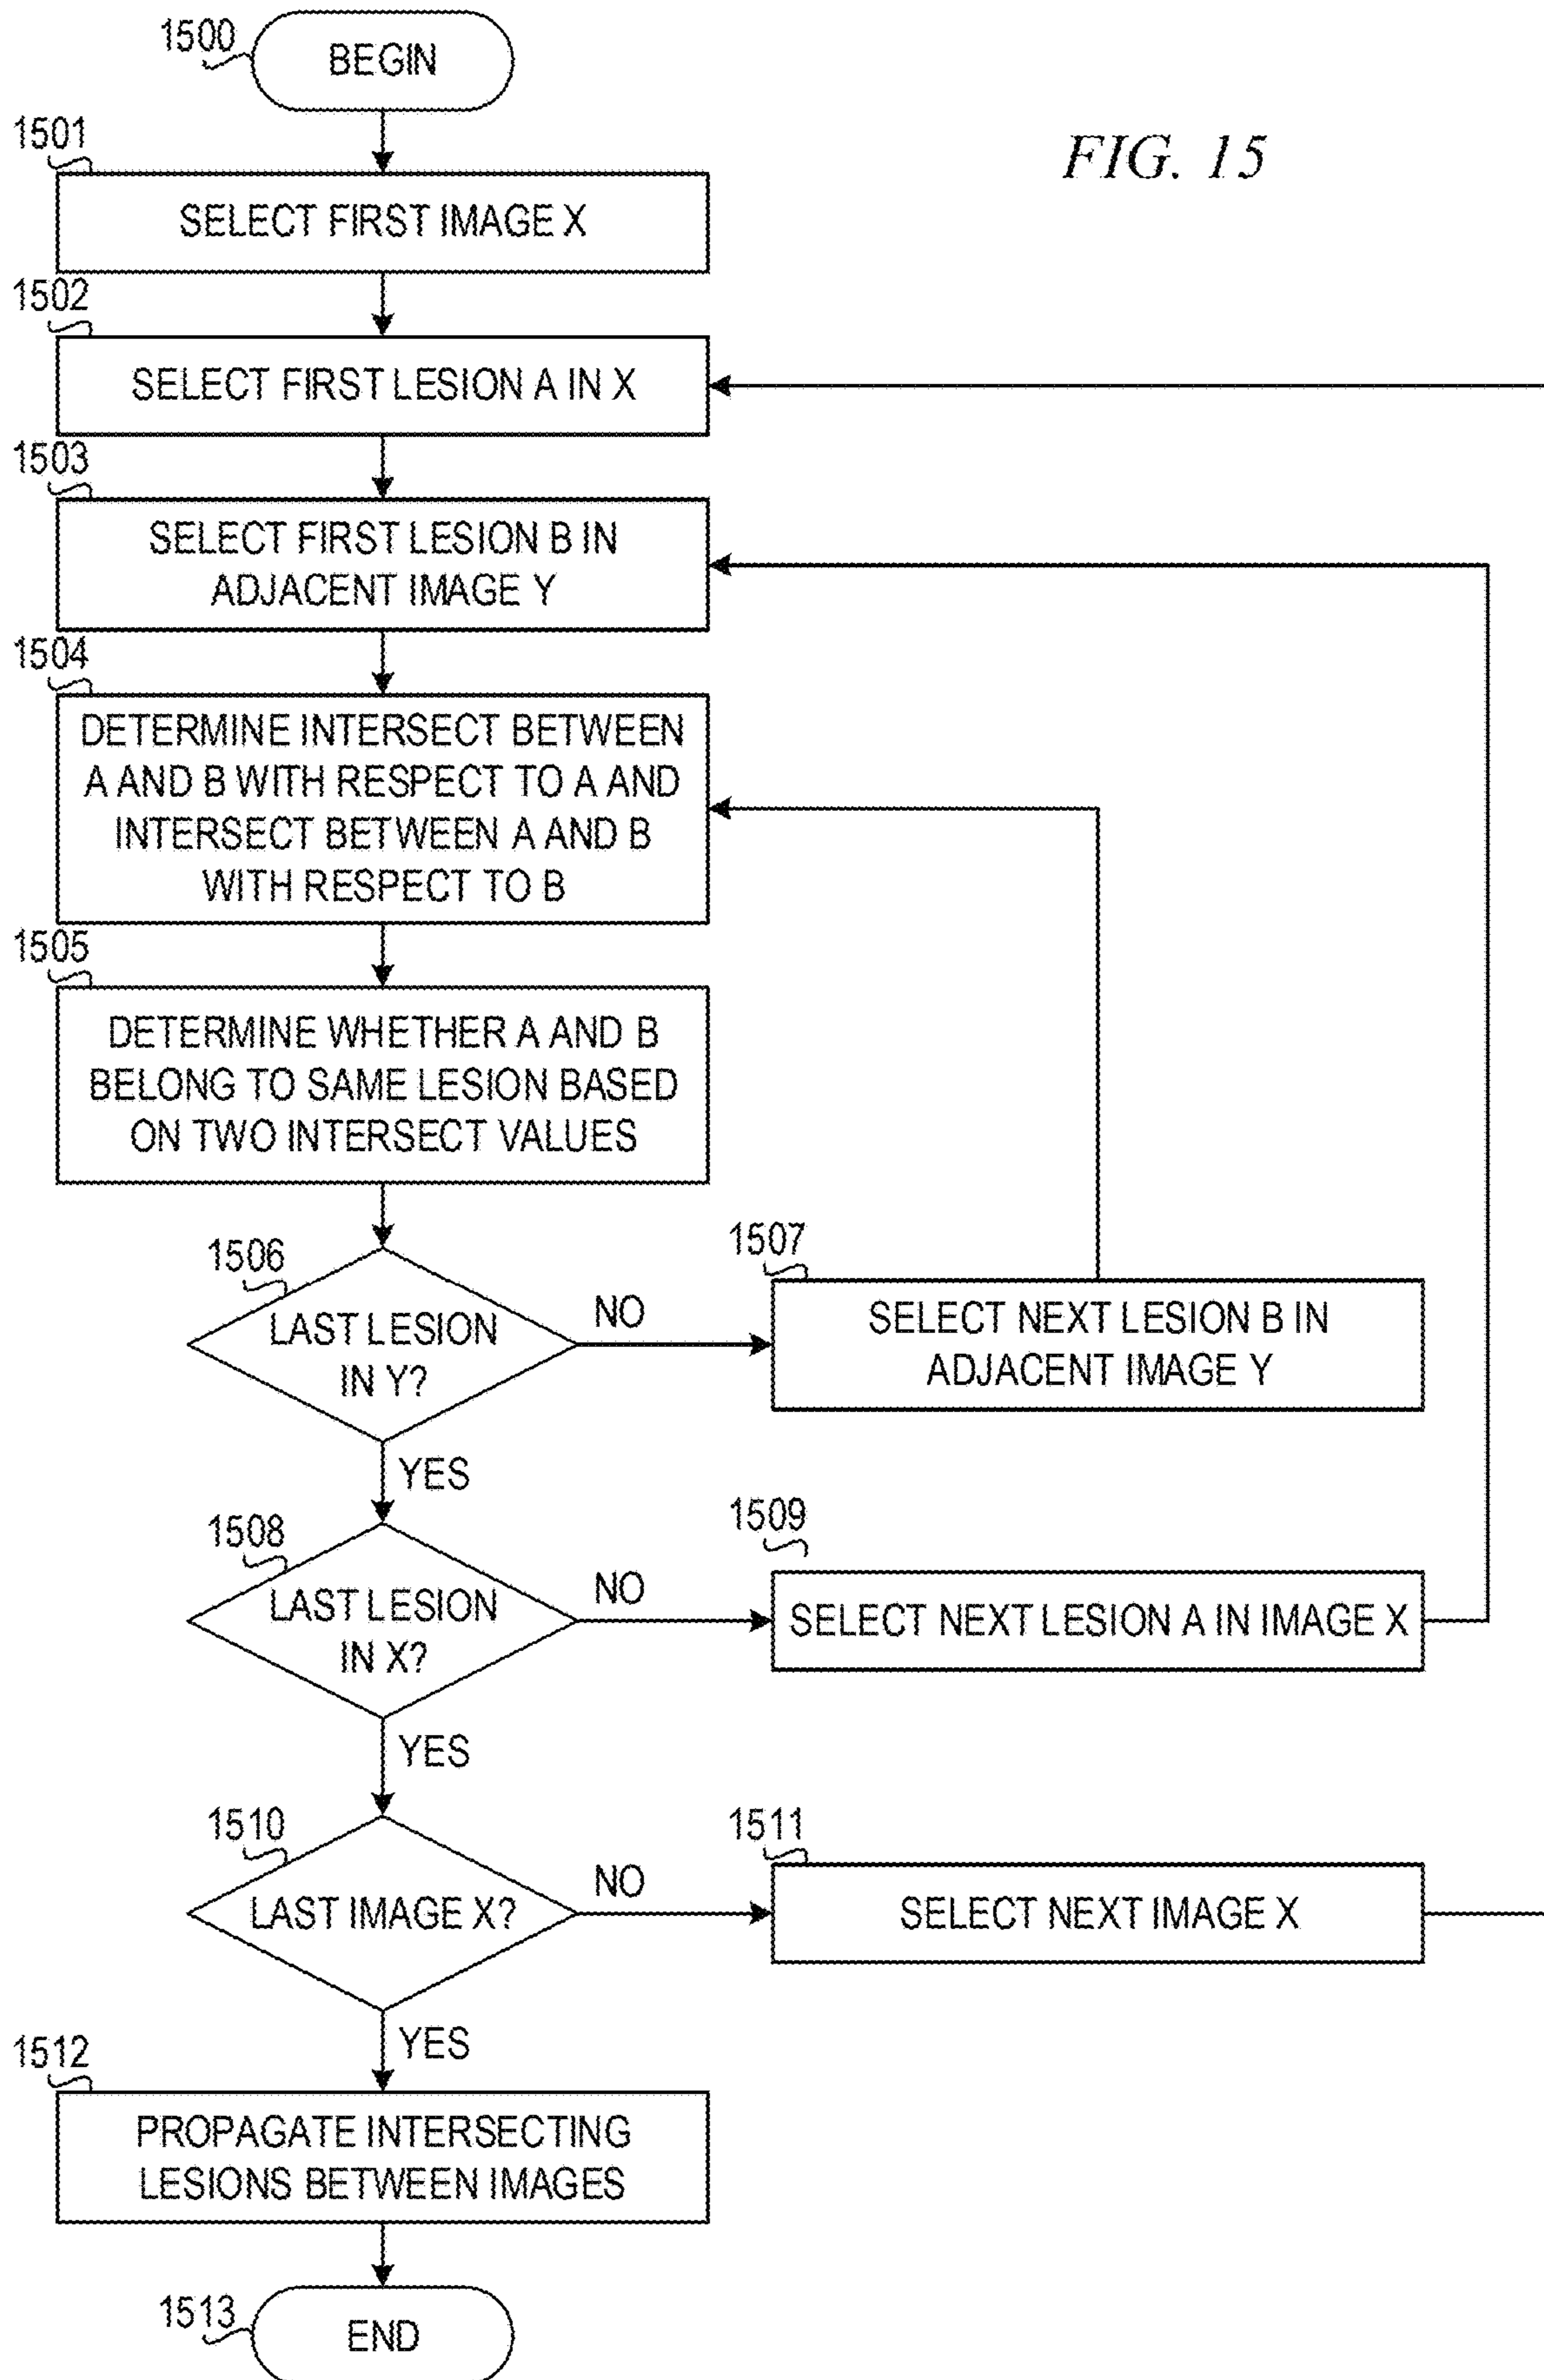 1500
BEGIN
FIG. 15
1501
SELECT FIRST IMAGE X
1502
SELECT FIRST LESION A IN X
1503
SELECT FIRST LESION B IN
ADJACENT IMAGE Y
1504
DETERMINE INTERSECT BETWEEN
A AND B WITH RESPECT TO A AND
INTERSECT BETWEEN A AND B
WITH RESPECT TO B
1505
DETERMINE WHETHER A AND B
BELONG TO SAME LESION BASED
ON TWO INTERSECT VALUES
1506
LAST LESION
IN Y?
NO
1507
SELECT NEXT LESION B IN
ADJACENT IMAGE Y
YES
1508
LAST LESION
IN X?
NO
1509
SELECT NEXT LESION A IN IMAGE X
YES
1510
LAST IMAGE X?
NO
1511
SELECT NEXT IMAGE X
YES
1512
PROPAGATE INTERSECTING
LESIONS BETWEEN IMAGES
1513
END